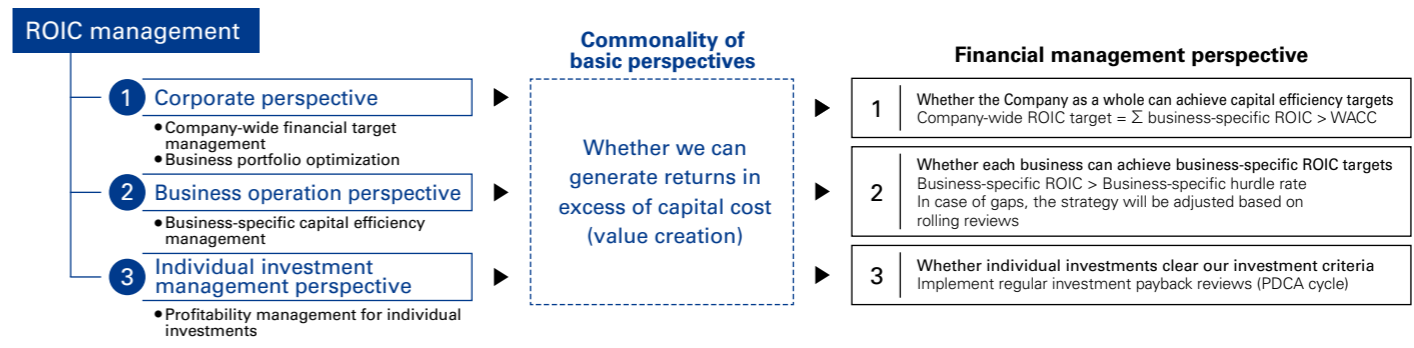 ROIC management
1 Corporate perspective
• Company-wide financial target
management
• Business portfolio optimization
2 Business operation perspective
• Business-specific capital efficiency
management
3 Individual investment
management perspective
• Profitability management for individual
investments
Commonality of
basic perspectives
Whether we can
generate returns in
excess of capital cost
(value creation)
Financial management perspective
1
Whether the Company as a whole can achieve capital efficiency targets
Company-wide ROIC target = Σ business-specific ROIC > WACC
2
Whether each business can achieve business-specific ROIC targets
Business-specific ROIC > Business-specific hurdle rate
In case of gaps, the strategy will be adjusted based on
rolling reviews
3
Whether individual investments clear our investment criteria
Implement regular investment payback reviews (PDCA cycle)